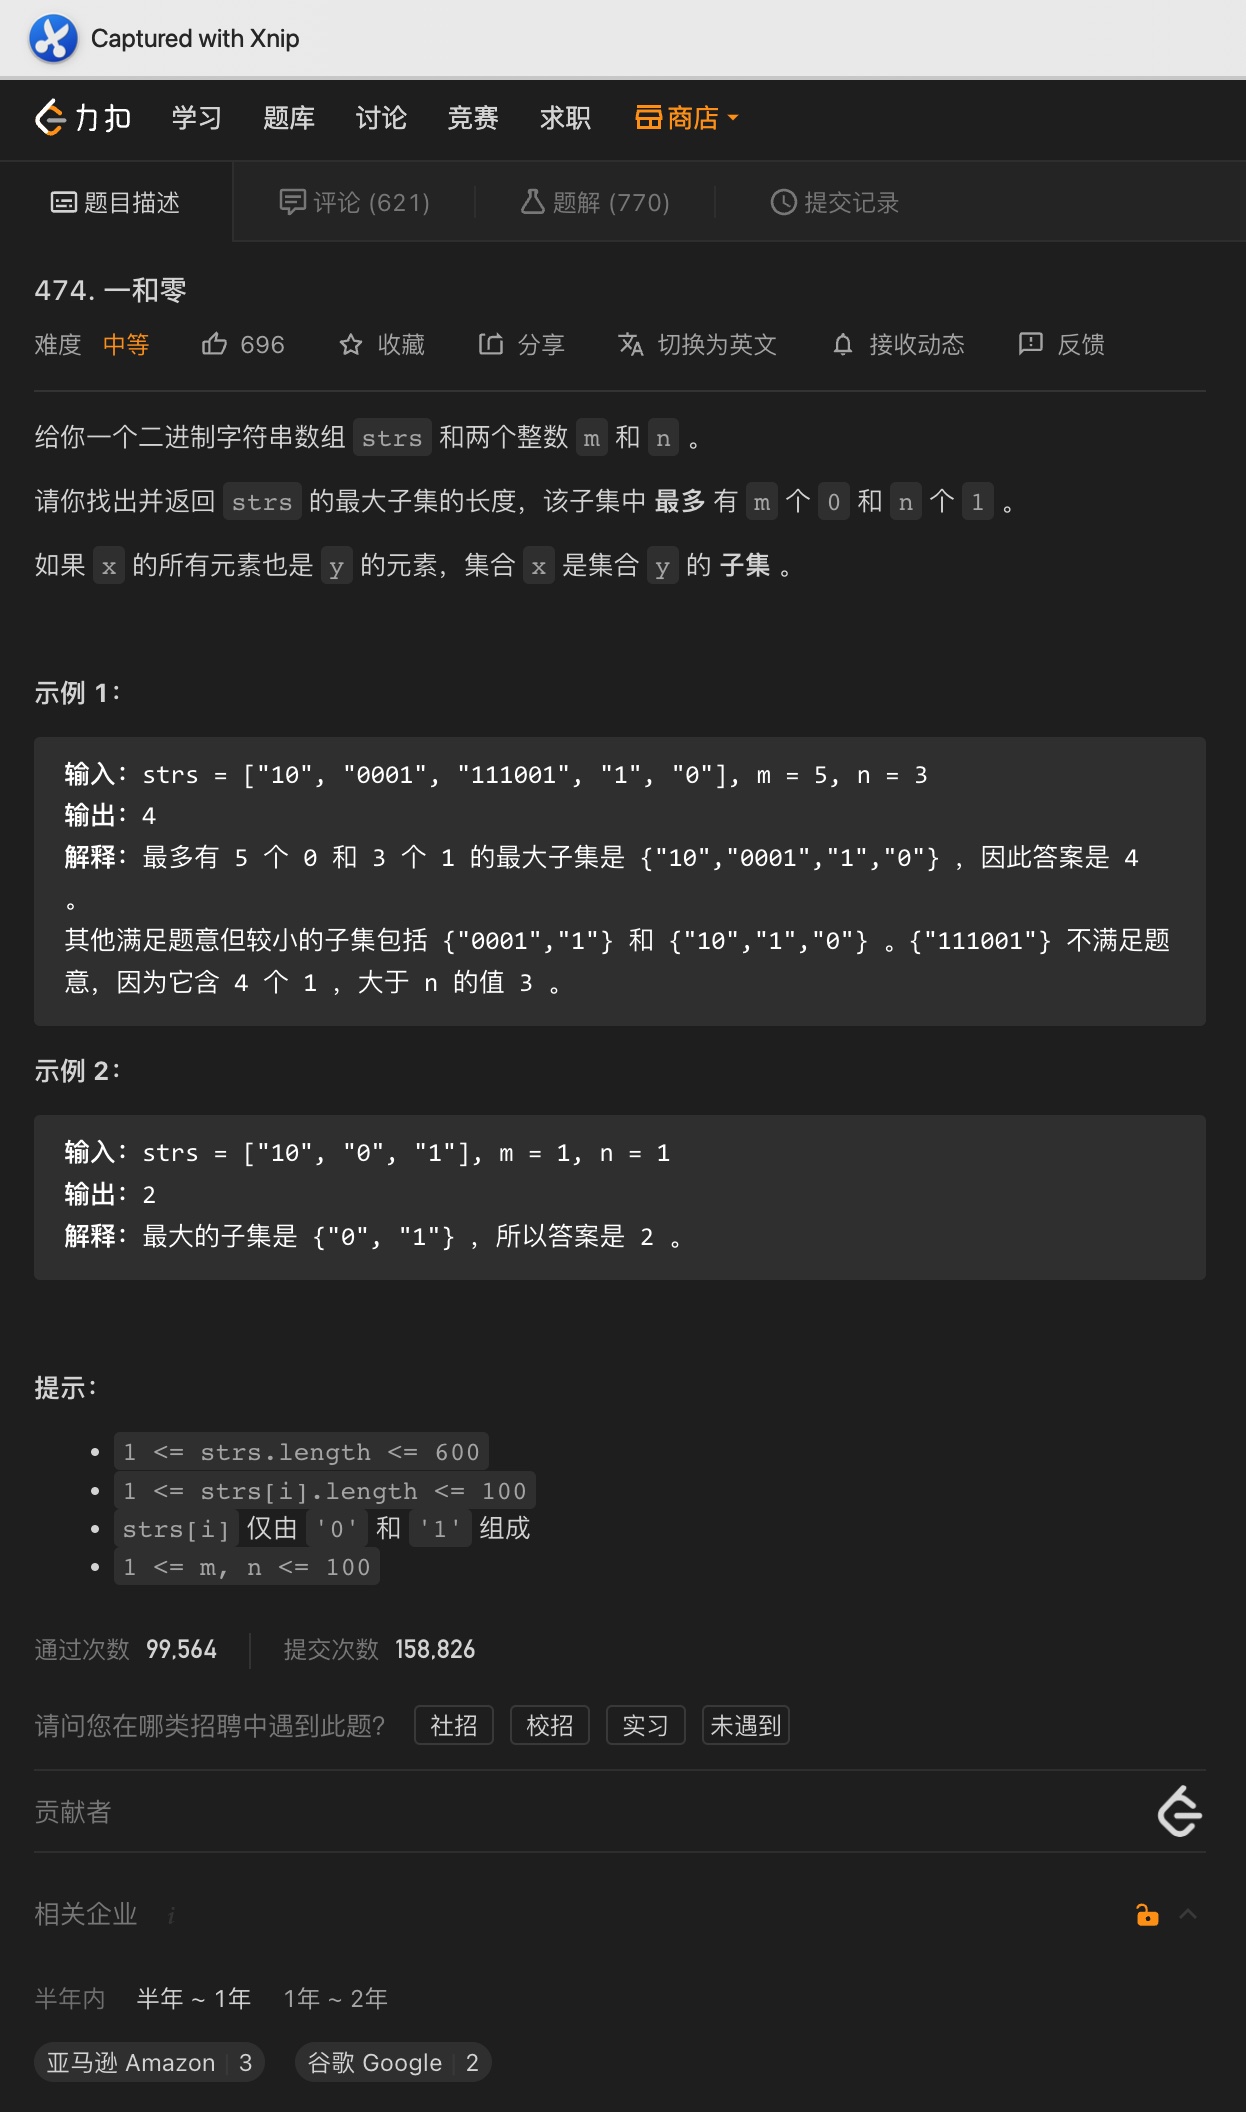 Captured with Xnip
力扣 学习 题库 讨论 竞赛 求职 商店
题目描述 评论 (621) 题解 (770) 提交记录
474. 一和零
难度 中等 696 收藏 分享 切换为英文 接收动态 反馈
给你一个二进制字符串数组 strs 和两个整数 m 和 n 。
请你找出并返回 strs 的最大子集的长度，该子集中 最多 有 m 个 0 和 n 个 1 。
如果 x 的所有元素也是 y 的元素，集合 x 是集合 y 的 子集 。
示例 1：
输入：strs = ["10", "0001", "111001", "1", "0"], m = 5, n = 3
输出：4
解释：最多有 5 个 0 和 3 个 1 的最大子集是 {"10","0001","1","0"} ，因此答案是 4
。
其他满足题意但较小的子集包括 {"0001","1"} 和 {"10","1","0"} 。{"111001"} 不满足题
意，因为它含 4 个 1 ，大于 n 的值 3 。
示例 2：
输入：strs = ["10", "0", "1"], m = 1, n = 1
输出：2
解释：最大的子集是 {"0", "1"} ，所以答案是 2 。
提示：
• 1 <= strs.length <= 600
• 1 <= strs[i].length <= 100
• strs[i] 仅由 '0' 和 '1' 组成
• 1 <= m, n <= 100
通过次数 99,564 提交次数 158,826
请问您在哪类招聘中遇到此题？ 社招 校招 实习 未遇到
贡献者
相关企业 i
半年内 半年 ~ 1年 1年 ~ 2年
亚马逊 Amazon 3 谷歌 Google 2